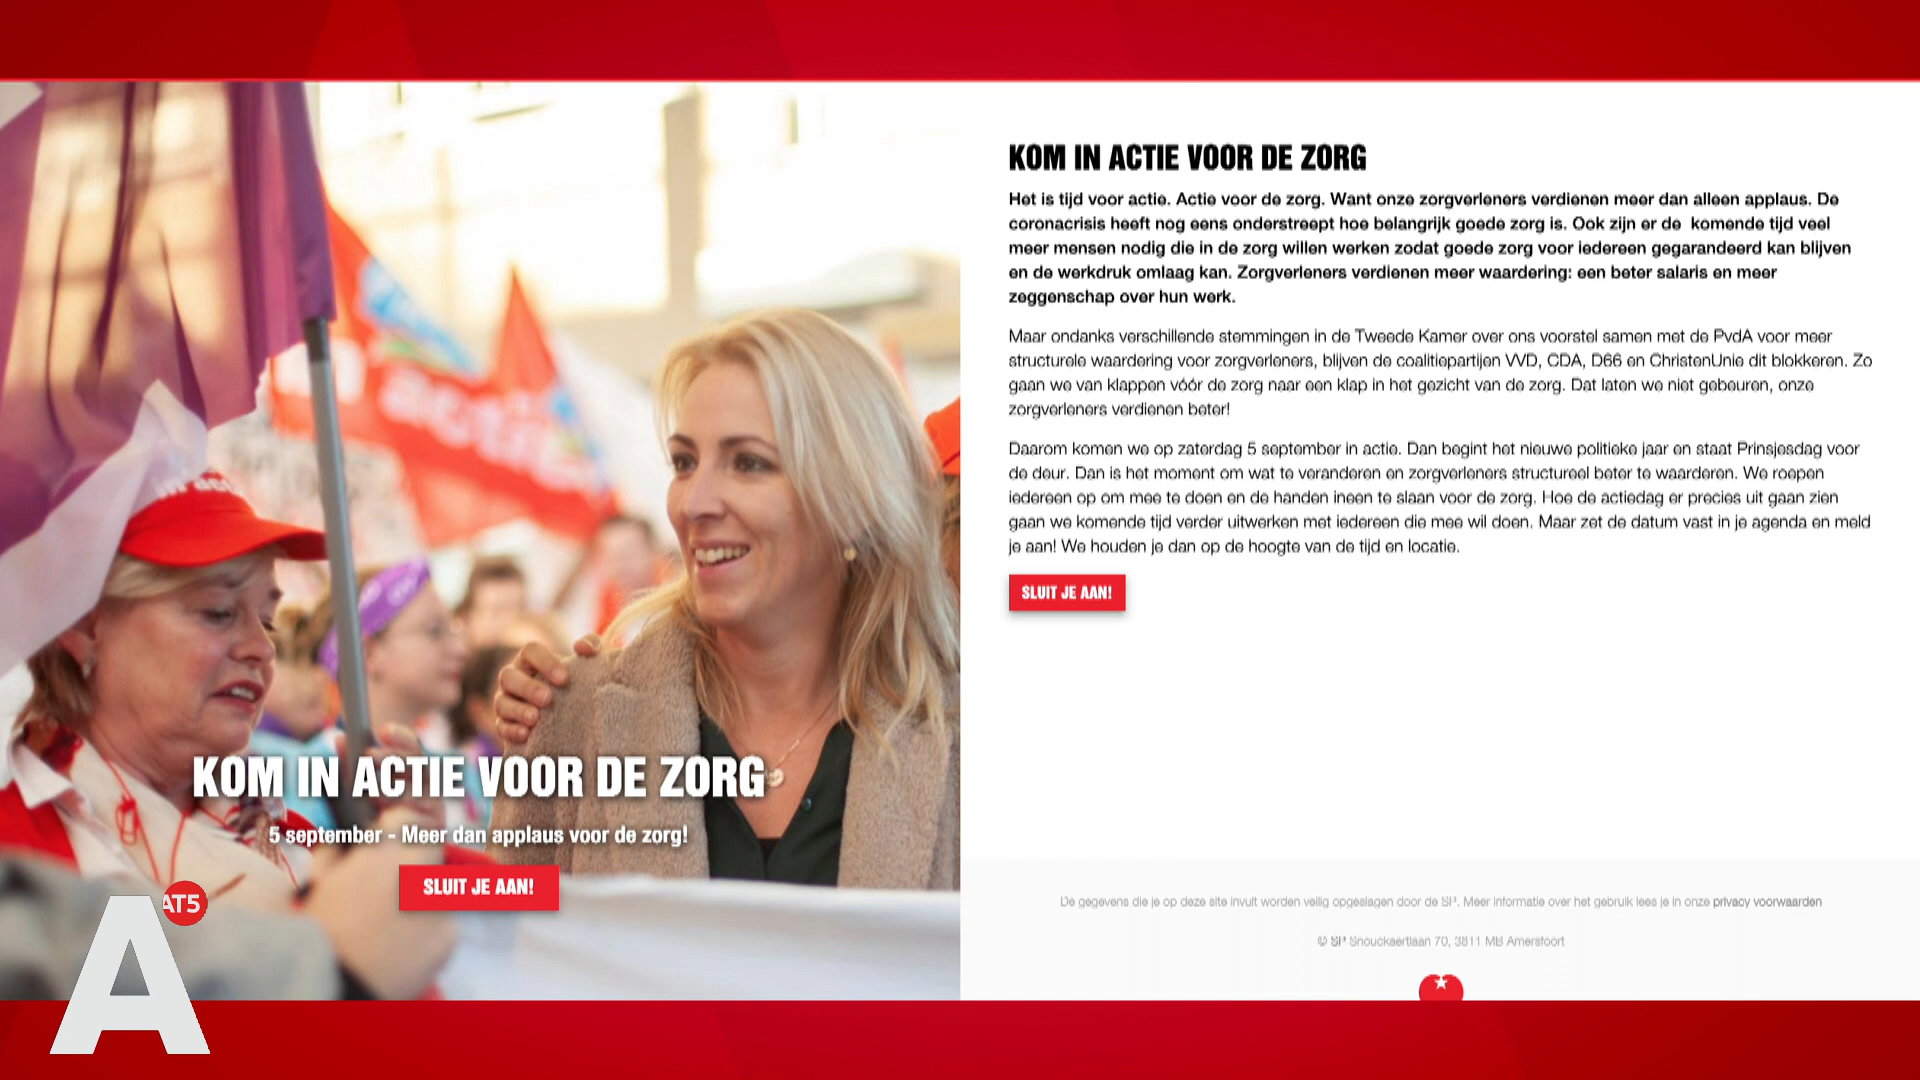 in actie
KOM IN ACTIE VOOR DE ZORG
5 september - Meer dan applaus voor de zorg!
SLUIT JE AAN!
AT5
A
KOM IN ACTIE VOOR DE ZORG
Het is tijd voor actie. Actie voor de zorg. Want onze zorgverleners verdienen meer dan alleen applaus. De
coronacrisis heeft nog eens onderstreept hoe belangrijk goede zorg is. Ook zijn er de komende tijd veel
meer mensen nodig die in de zorg willen werken zodat goede zorg voor iedereen gegarandeerd kan blijven
en de werkdruk omlaag kan. Zorgverleners verdienen meer waardering: een beter salaris en meer
zeggenschap over hun werk.
Maar ondanks verschillende stemmingen in de Tweede Kamer over ons voorstel samen met de PvdA voor meer
structurele waardering voor zorgverleners, blijven de coalitiepartijen VVD, CDA, D66 en ChristenUnie dit blokkeren. Zo
gaan we van klappen vóór de zorg naar een klap in het gezicht van de zorg. Dat laten we niet gebeuren, onze
zorgverleners verdienen beter!
Daarom komen we op zaterdag 5 september in actie. Dan begint het nieuwe politieke jaar en staat Prinsjesdag voor
de deur. Dan is het moment om wat te veranderen en zorgverleners structureel beter te waarderen. We roepen
iedereen op om mee te doen en de handen ineen te slaan voor de zorg. Hoe de actiedag er precies uit gaan zien
gaan we komende tijd verder uitwerken met iedereen die mee wil doen. Maar zet de datum vast in je agenda en meld
je aan! We houden je dan op de hoogte van de tijd en locatie.
SLUIT JE AAN!
De gegevens die je op deze site invult worden veilig opgeslagen door de SP. Meer informatie over het gebruik lees je in onze privacy voorwaarden
© SP Snouckaertlaan 70, 3811 MB Amersfoort